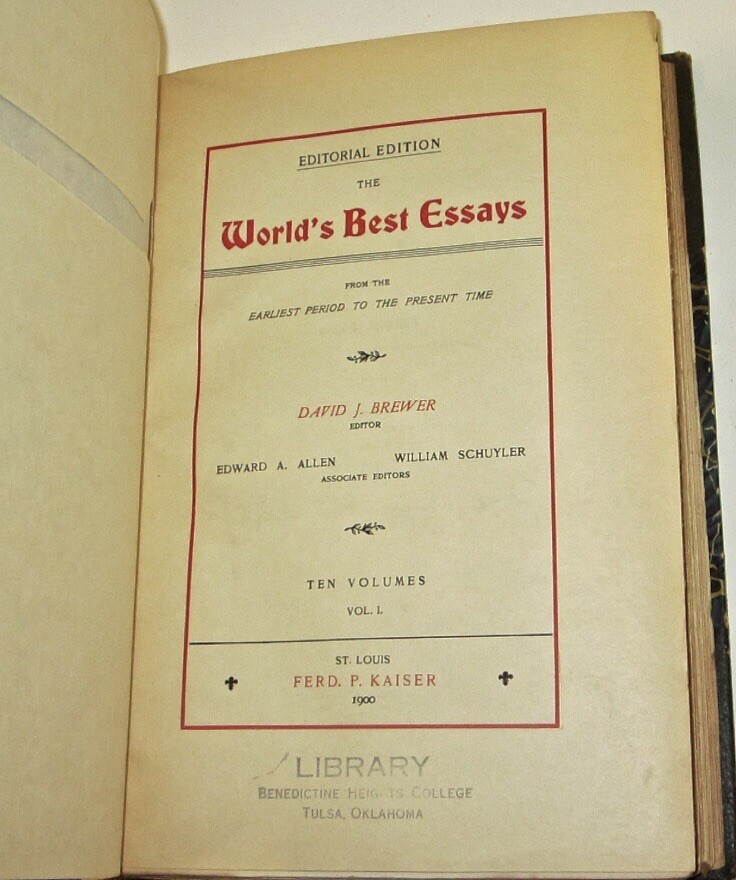 EDITORIAL EDITION
THE
World's Best Essays
FROM THE
EARLIEST PERIOD TO THE PRESENT TIME
DAVID J. BREWER
EDITOR
EDWARD A. ALLEN WILLIAM SCHUYLER
ASSOCIATE EDITORS
TEN VOLUMES
VOL. I.
ST. LOUIS
FERD. P. KAISER
1900
LIBRARY
BENEDICTINE HEIGHTS COLLEGE
TULSA, OKLAHOMA